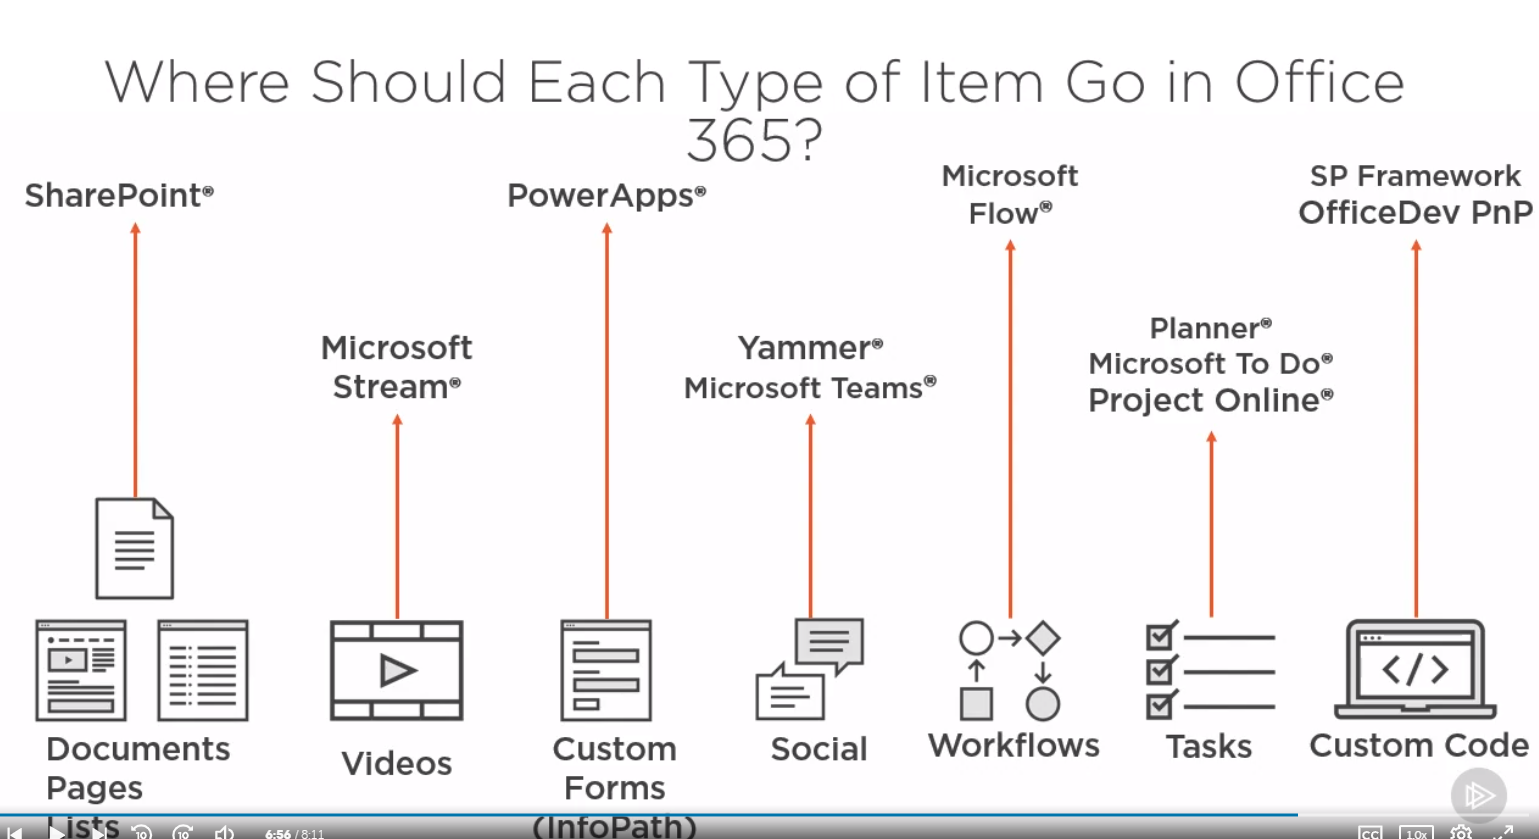 Where Should Each Type of Item Go in Office
365?
SharePoint®
Microsoft
Stream®
PowerApps®
Yammer®
Microsoft Teams®
Microsoft
Flow®
Planner®
Microsoft To Do®
Project Online®
SP Framework
OfficeDev PnP
Documents
Pages
Lists
Videos
Custom
Forms
(InfoPath)
Social
Workflows
Tasks
</>
Custom Code
10
10
6:56 / 8:11
CC
1.0x